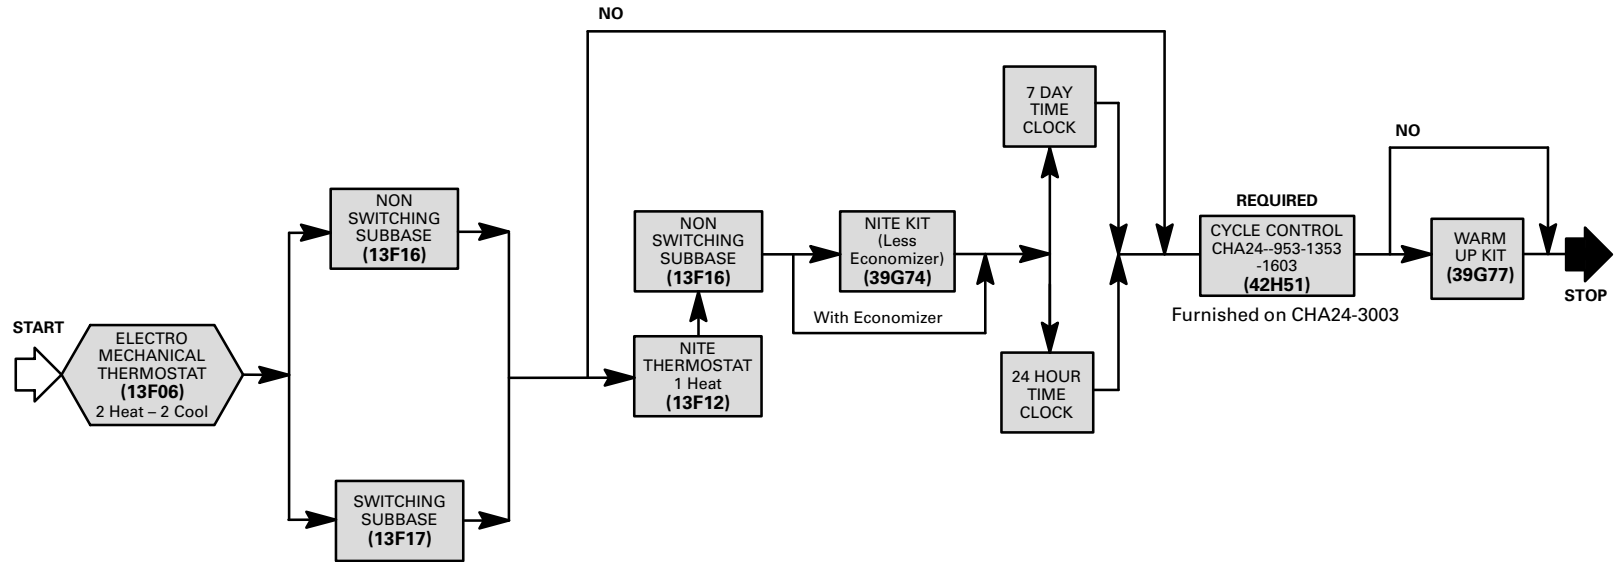 START
ELECTRO
MECHANICAL
THERMOSTAT
(13F06)
2 Heat – 2 Cool
NON
SWITCHING
SUBBASE
(13F16)
SWITCHING
SUBBASE
(13F17)
NO
NON
SWITCHING
SUBBASE
(13F16)
NITE
THERMOSTAT
1 Heat
(13F12)
NITE KIT
(Less
Economizer)
(39G74)
With Economizer
7 DAY
TIME
CLOCK
24 HOUR
TIME
CLOCK
REQUIRED
CYCLE CONTROL
CHA24--953-1353
-1603
(42H51)
Furnished on CHA24-3003
NO
WARM
UP KIT
(39G77)
STOP